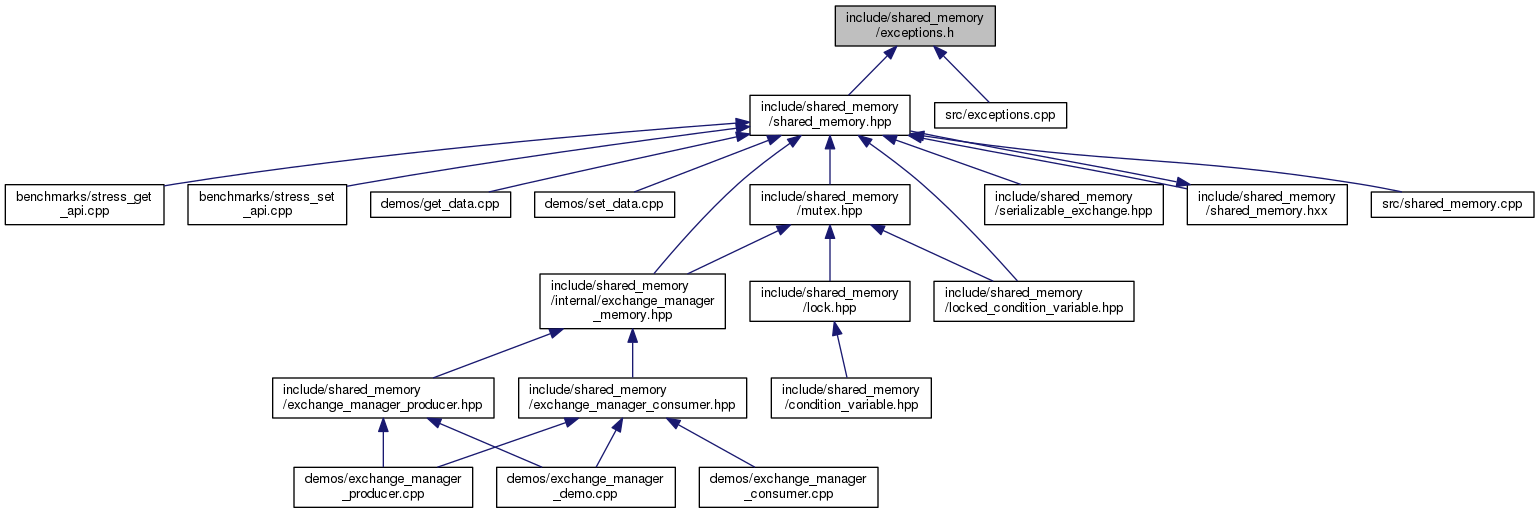 include/shared_memory
/exceptions.h
include/shared_memory
/shared_memory.hpp
src/exceptions.cpp
benchmarks/stress_get
_api.cpp
benchmarks/stress_set
_api.cpp
demos/get_data.cpp
demos/set_data.cpp
include/shared_memory
/mutex.hpp
include/shared_memory
/serializable_exchange.hpp
include/shared_memory
/shared_memory.hxx
src/shared_memory.cpp
include/shared_memory
/internal/exchange_manager
_memory.hpp
include/shared_memory
/lock.hpp
include/shared_memory
/locked_condition_variable.hpp
include/shared_memory
/exchange_manager_producer.hpp
include/shared_memory
/exchange_manager_consumer.hpp
include/shared_memory
/condition_variable.hpp
demos/exchange_manager
_producer.cpp
demos/exchange_manager
_demo.cpp
demos/exchange_manager
_consumer.cpp